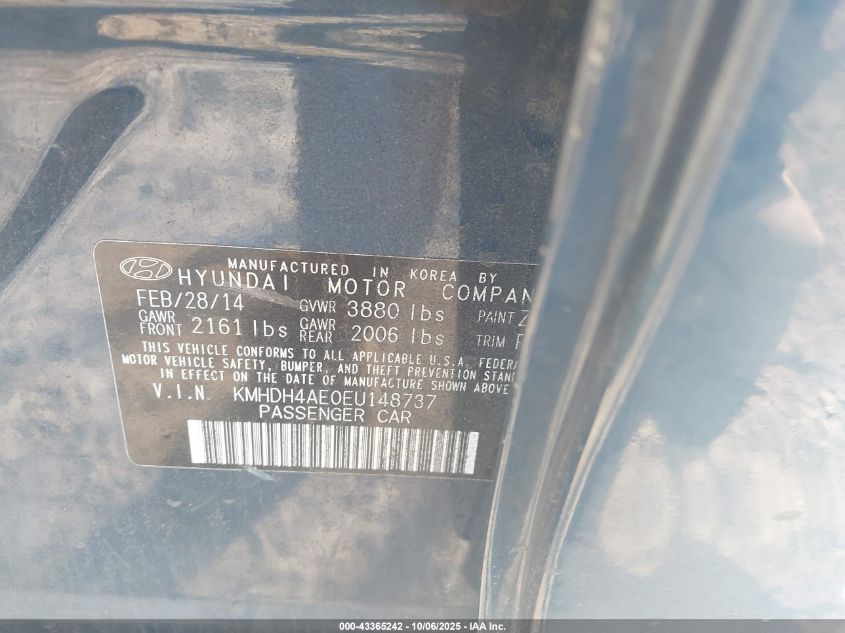 MANUFACTURED IN KOREA BY
HYUNDAI MOTOR COMPAN
FEB/28/14 GVWR 3880 lbs PAINT Z
GAWR FRONT 2161 lbs GAWR REAR 2006 lbs TRIM F
THIS VEHICLE CONFORMS TO ALL APPLICABLE U.S.A. FEDERA
MOTOR VEHICLE SAFETY, BUMPER, AND THEFT PREVENTION STAN
IN EFFECT ON THE DATE OF MANUFACTURE SHOWN ABOVE
V.I.N. KMHDH4AE0EU148737
PASSENGER CAR
000-43365242 - 10/06/2025 - IAA Inc.